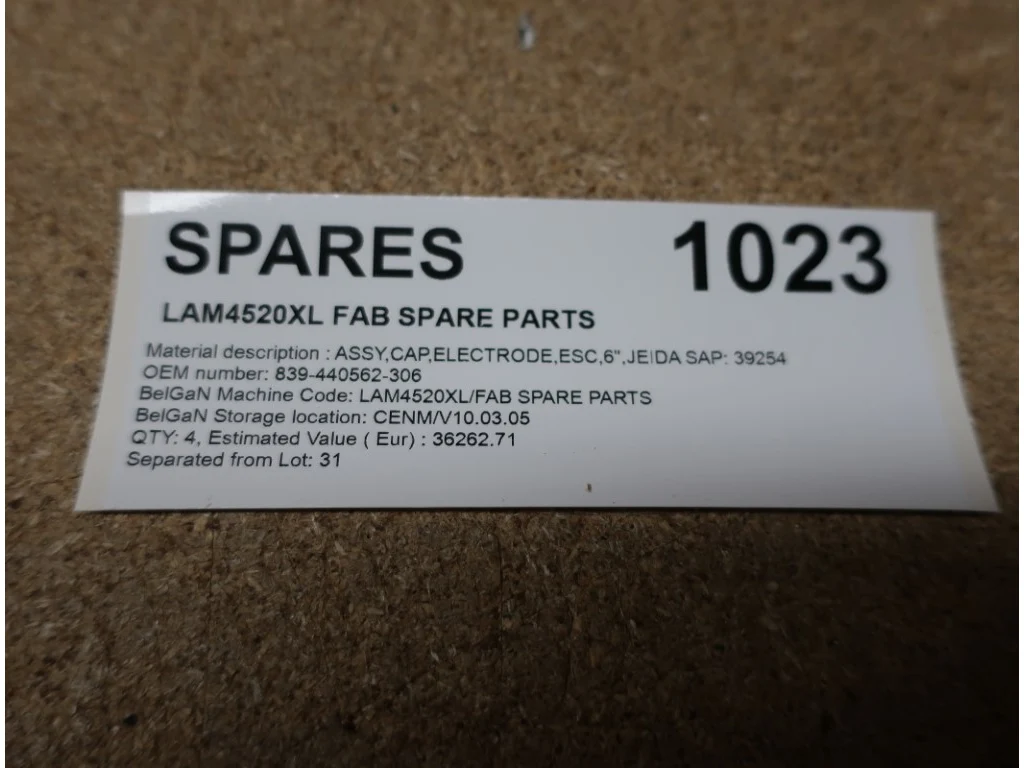 SPARES 1023
LAM4520XL FAB SPARE PARTS
Material description : ASSY,CAP,ELECTRODE,ESC,6",JEIDA SAP: 39254
OEM number: 839-440562-306
BelGaN Machine Code: LAM4520XL/FAB SPARE PARTS
BelGaN Storage location: CENM/V10.03.05
QTY: 4, Estimated Value ( Eur) : 36262.71
Separated from Lot: 31